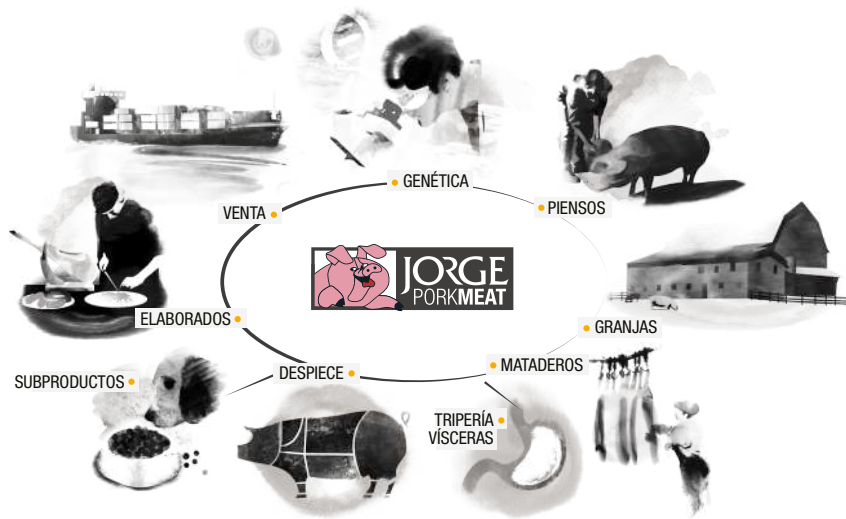 GENÉTICA
VENTA
PIENSOS
JORGE
PORKMEAT
ELABORADOS
GRANJAS
MATADEROS
DESPIECE
SUBPRODUCTOS
TRIPERÍA
VÍSCERAS